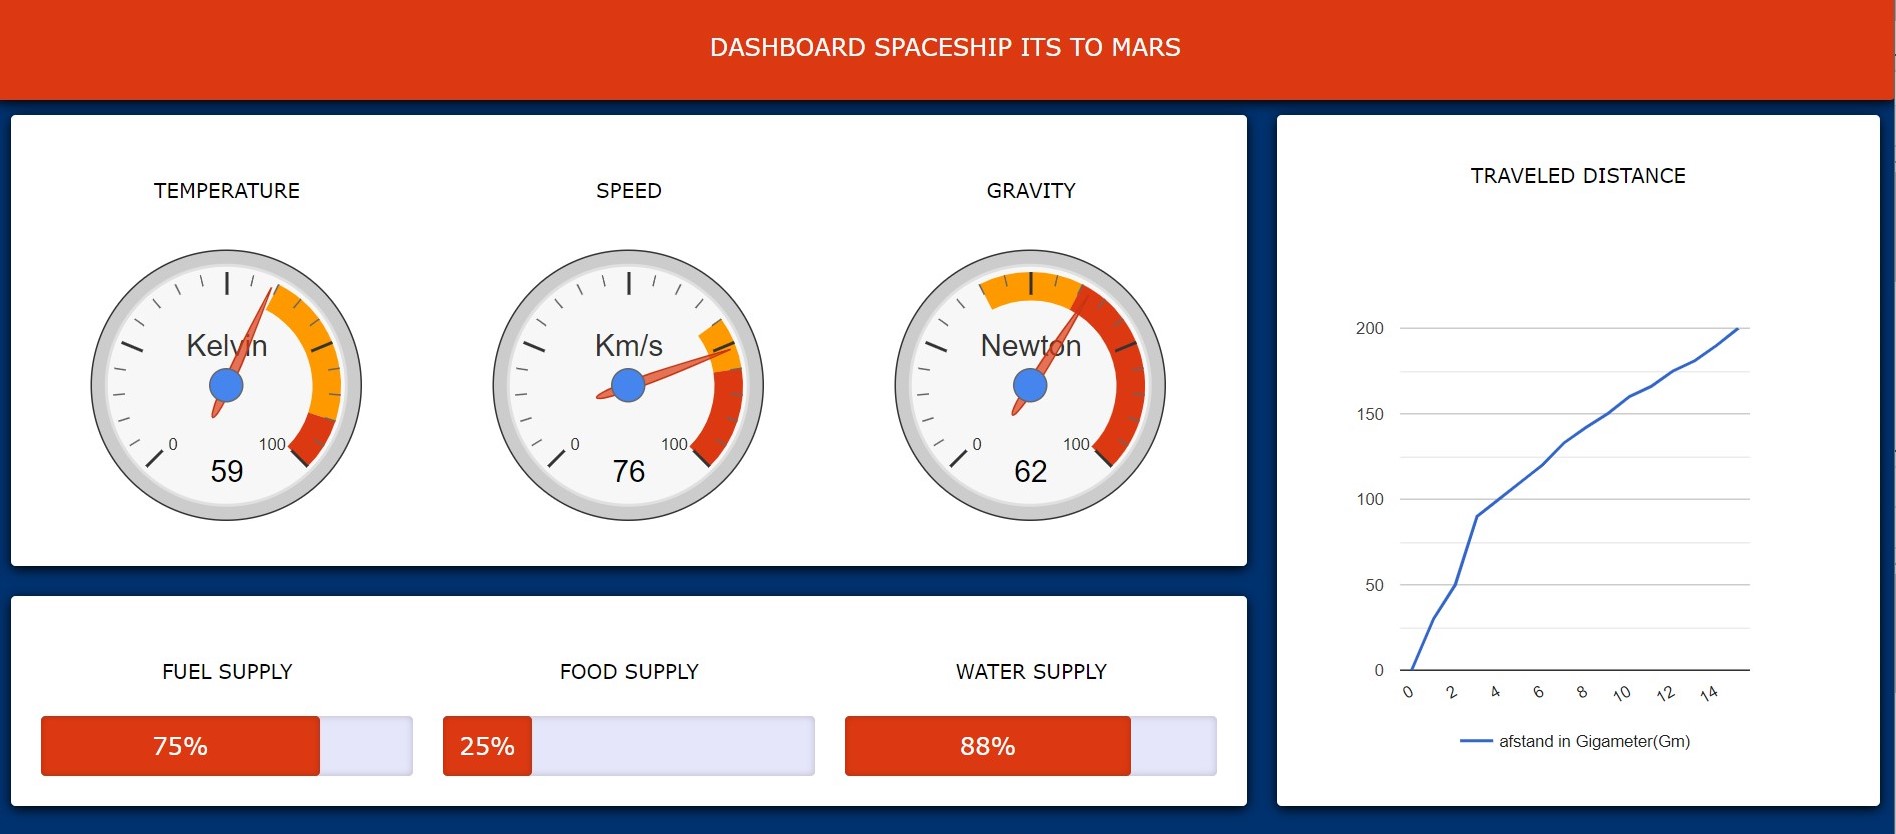 DASHBOARD SPACESHIP ITS TO MARS
TEMPERATURE
Kelvin
0
100
59
SPEED
Km/s
0
100
76
GRAVITY
Newton
0
100
62
FUEL SUPPLY
75%
FOOD SUPPLY
25%
WATER SUPPLY
88%
TRAVELED DISTANCE
200
150
100
50
0
0 2 4 6 8 10 12 14
afstand in Gigameter(Gm)